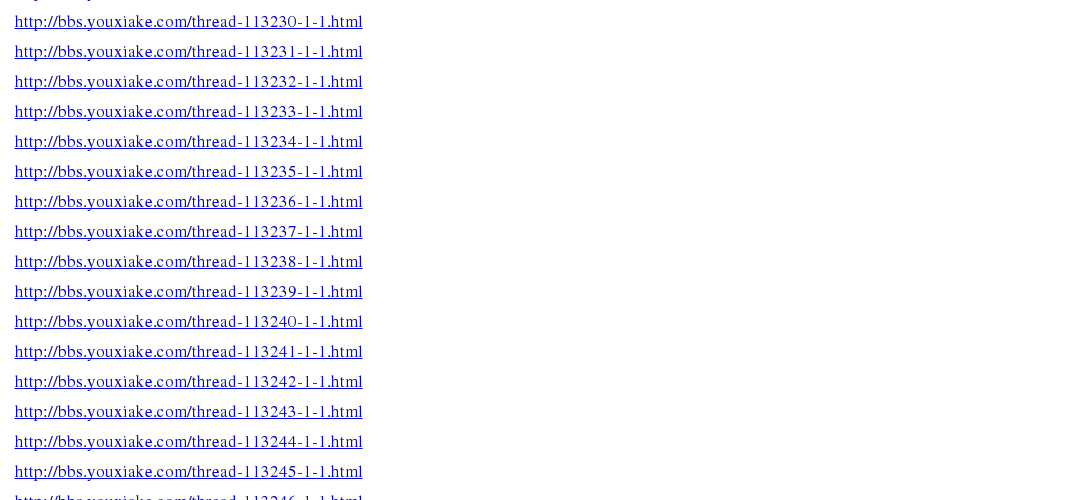 http://bbs.youxiake.com/thread-113230-1-1.html
http://bbs.youxiake.com/thread-113231-1-1.html
http://bbs.youxiake.com/thread-113232-1-1.html
http://bbs.youxiake.com/thread-113233-1-1.html
http://bbs.youxiake.com/thread-113234-1-1.html
http://bbs.youxiake.com/thread-113235-1-1.html
http://bbs.youxiake.com/thread-113236-1-1.html
http://bbs.youxiake.com/thread-113237-1-1.html
http://bbs.youxiake.com/thread-113238-1-1.html
http://bbs.youxiake.com/thread-113239-1-1.html
http://bbs.youxiake.com/thread-113240-1-1.html
http://bbs.youxiake.com/thread-113241-1-1.html
http://bbs.youxiake.com/thread-113242-1-1.html
http://bbs.youxiake.com/thread-113243-1-1.html
http://bbs.youxiake.com/thread-113244-1-1.html
http://bbs.youxiake.com/thread-113245-1-1.html